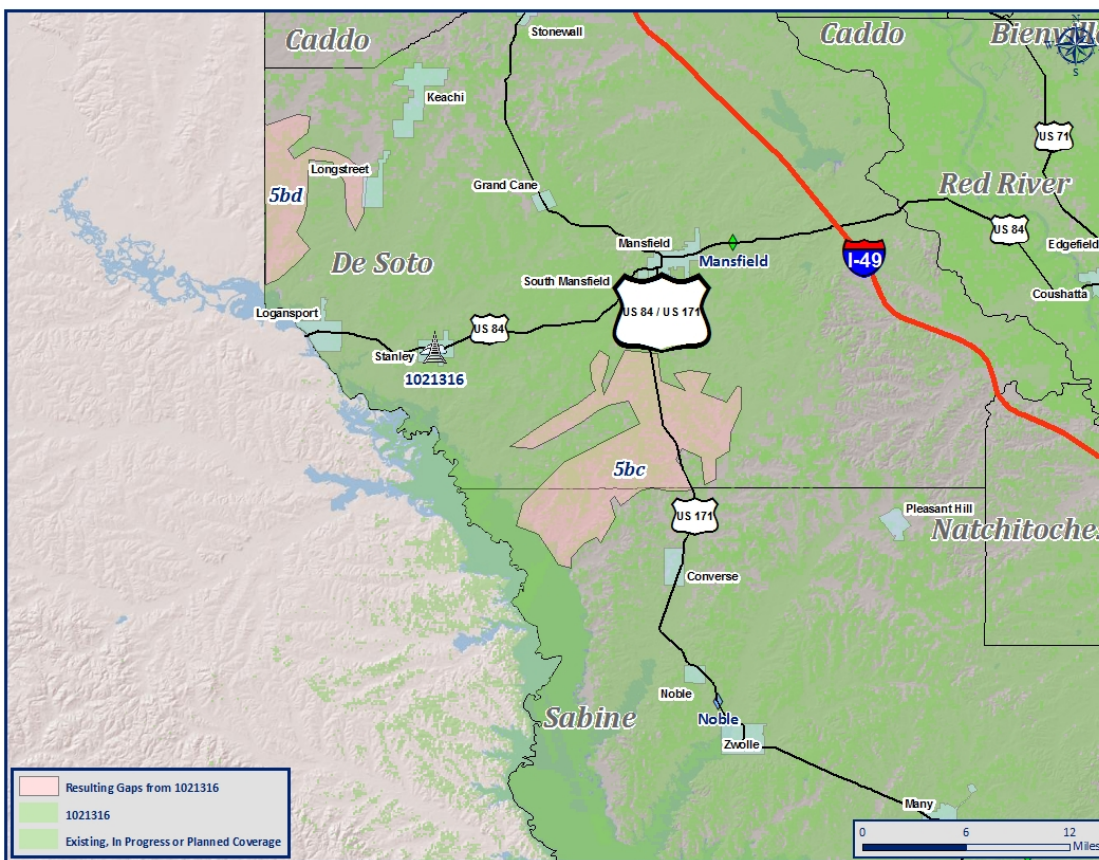 Caddo
Stonewall
Caddo
Bienville
S
Keachi
US 71
Longstreet
5bd
Grand Cane
Red River
US 84
Mansfield
De Soto
Mansfield
I-49
Edgefield
South Mansfield
Coushatta
Logansport
US 84 / US 171
US 84
Stanley
1021316
5bc
US 171
Pleasant Hill
Natchitoches
Converse
Noble
Sabine
Noble
Zwolle
Many
Resulting Gaps from 1021316
1021316
Existing, In Progress or Planned Coverage
0 6 12
Miles